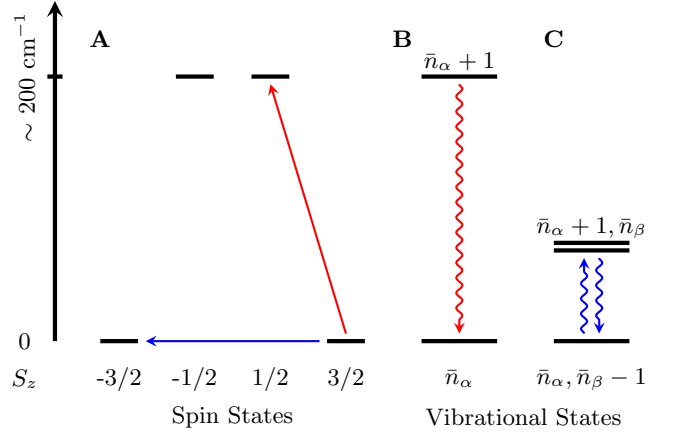 A
B
C
~ 200 cm⁻¹
n̄α + 1
n̄α + 1, n̄β
0
Sz
-3/2
-1/2
1/2
3/2
n̄α
n̄α, n̄β − 1
Spin States
Vibrational States